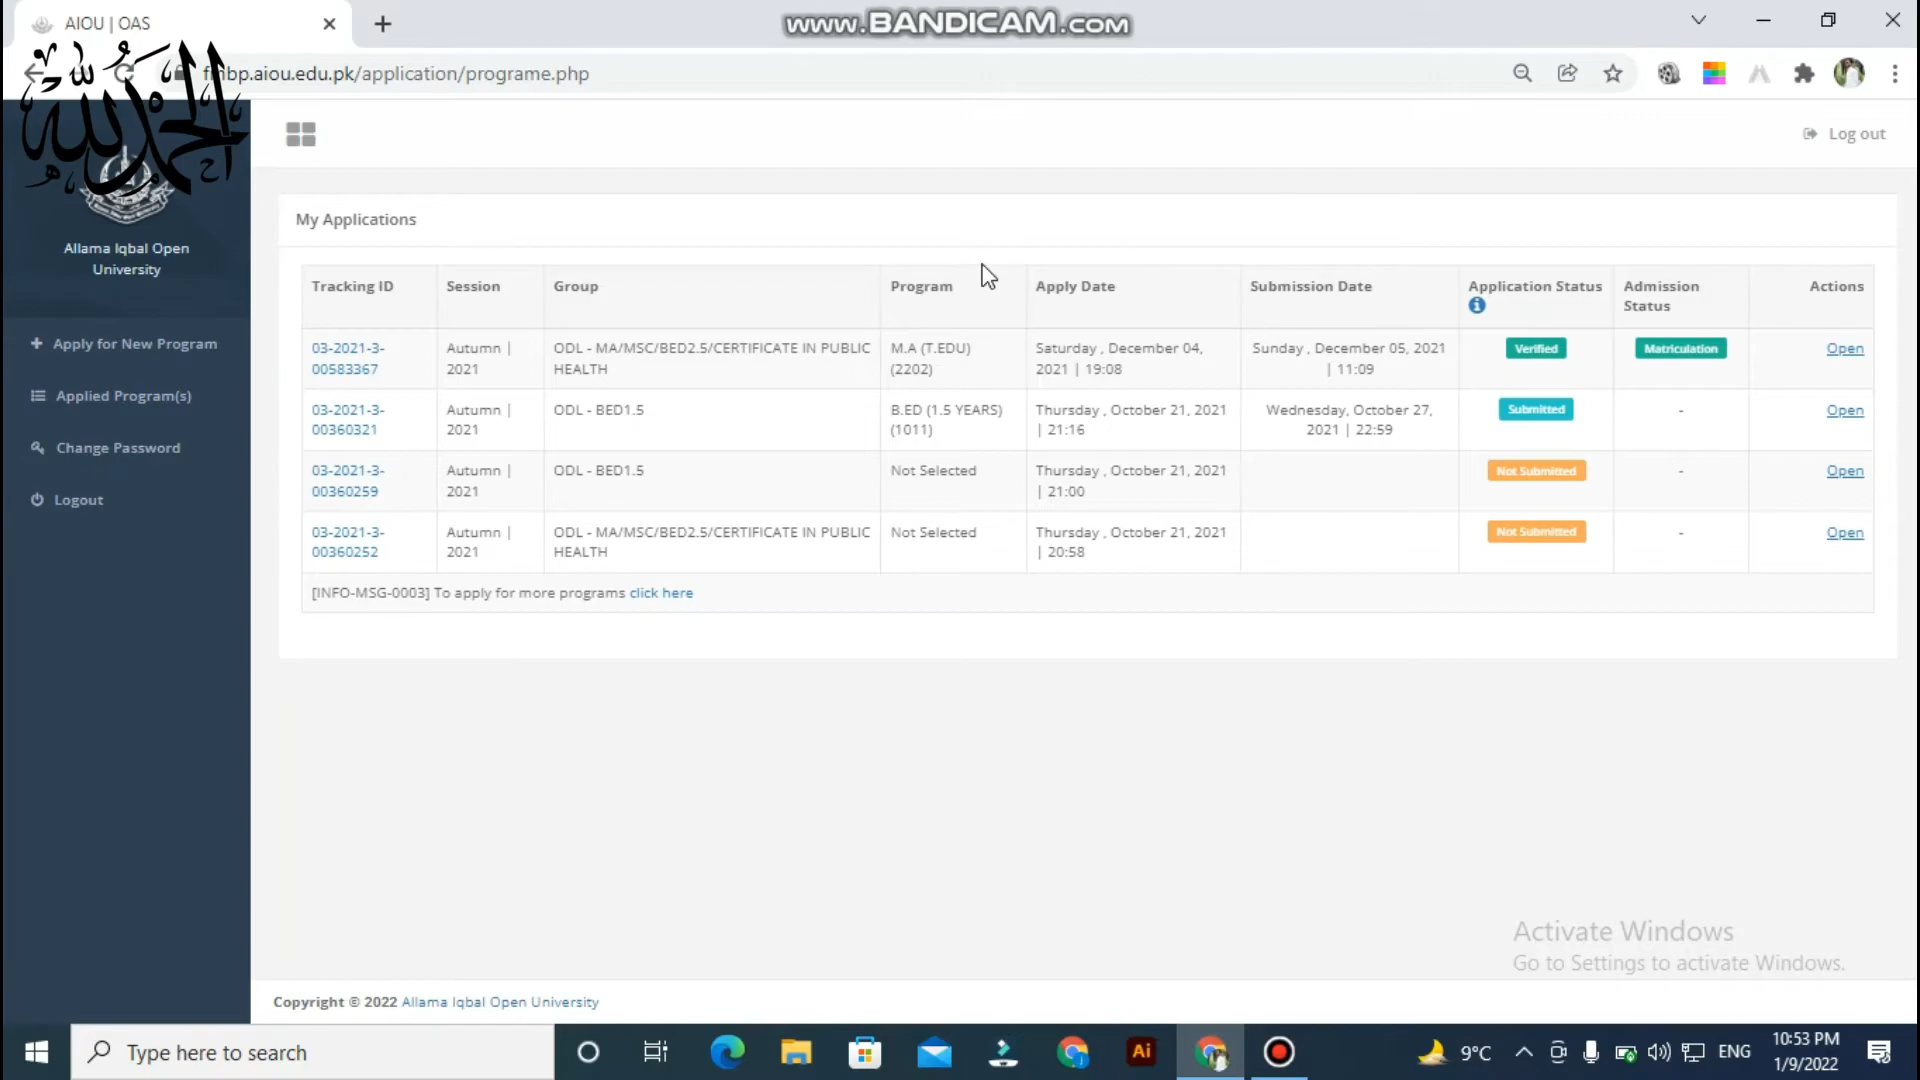 AIOU | OAS
www.BANDICAM.com
bp.aiou.edu.pk/application/programe.php
الحمدلله
Log out
Allama Iqbal Open
University
Apply for New Program
Applied Program(s)
Change Password
Logout
My Applications
Tracking ID Session Group Program Apply Date Submission Date Application Status Admission Status Actions
03-2021-3- Autumn | ODL - MA/MSC/BED2.5/CERTIFICATE IN PUBLIC M.A (T.EDU) Saturday , December 04, Sunday , December 05, 2021 Verified Matriculation Open
00583367 2021 HEALTH (2202) 2021 | 19:08 | 11:09
03-2021-3- Autumn | ODL - BED1.5 B.ED (1.5 YEARS) Thursday , October 21, 2021 Wednesday, October 27, Submitted - Open
00360321 2021 (1011) | 21:16 2021 | 22:59
03-2021-3- Autumn | ODL - BED1.5 Not Selected Thursday , October 21, 2021 Not Submitted - Open
00360259 2021 | 21:00
03-2021-3- Autumn | ODL - MA/MSC/BED2.5/CERTIFICATE IN PUBLIC Not Selected Thursday , October 21, 2021 Not Submitted - Open
00360252 2021 HEALTH | 20:58
[INFO-MSG-0003] To apply for more programs click here
Activate Windows
Go to Settings to activate Windows.
Copyright © 2022 Allama Iqbal Open University
Type here to search
Ai
9°C
ENG
10:53 PM
1/9/2022